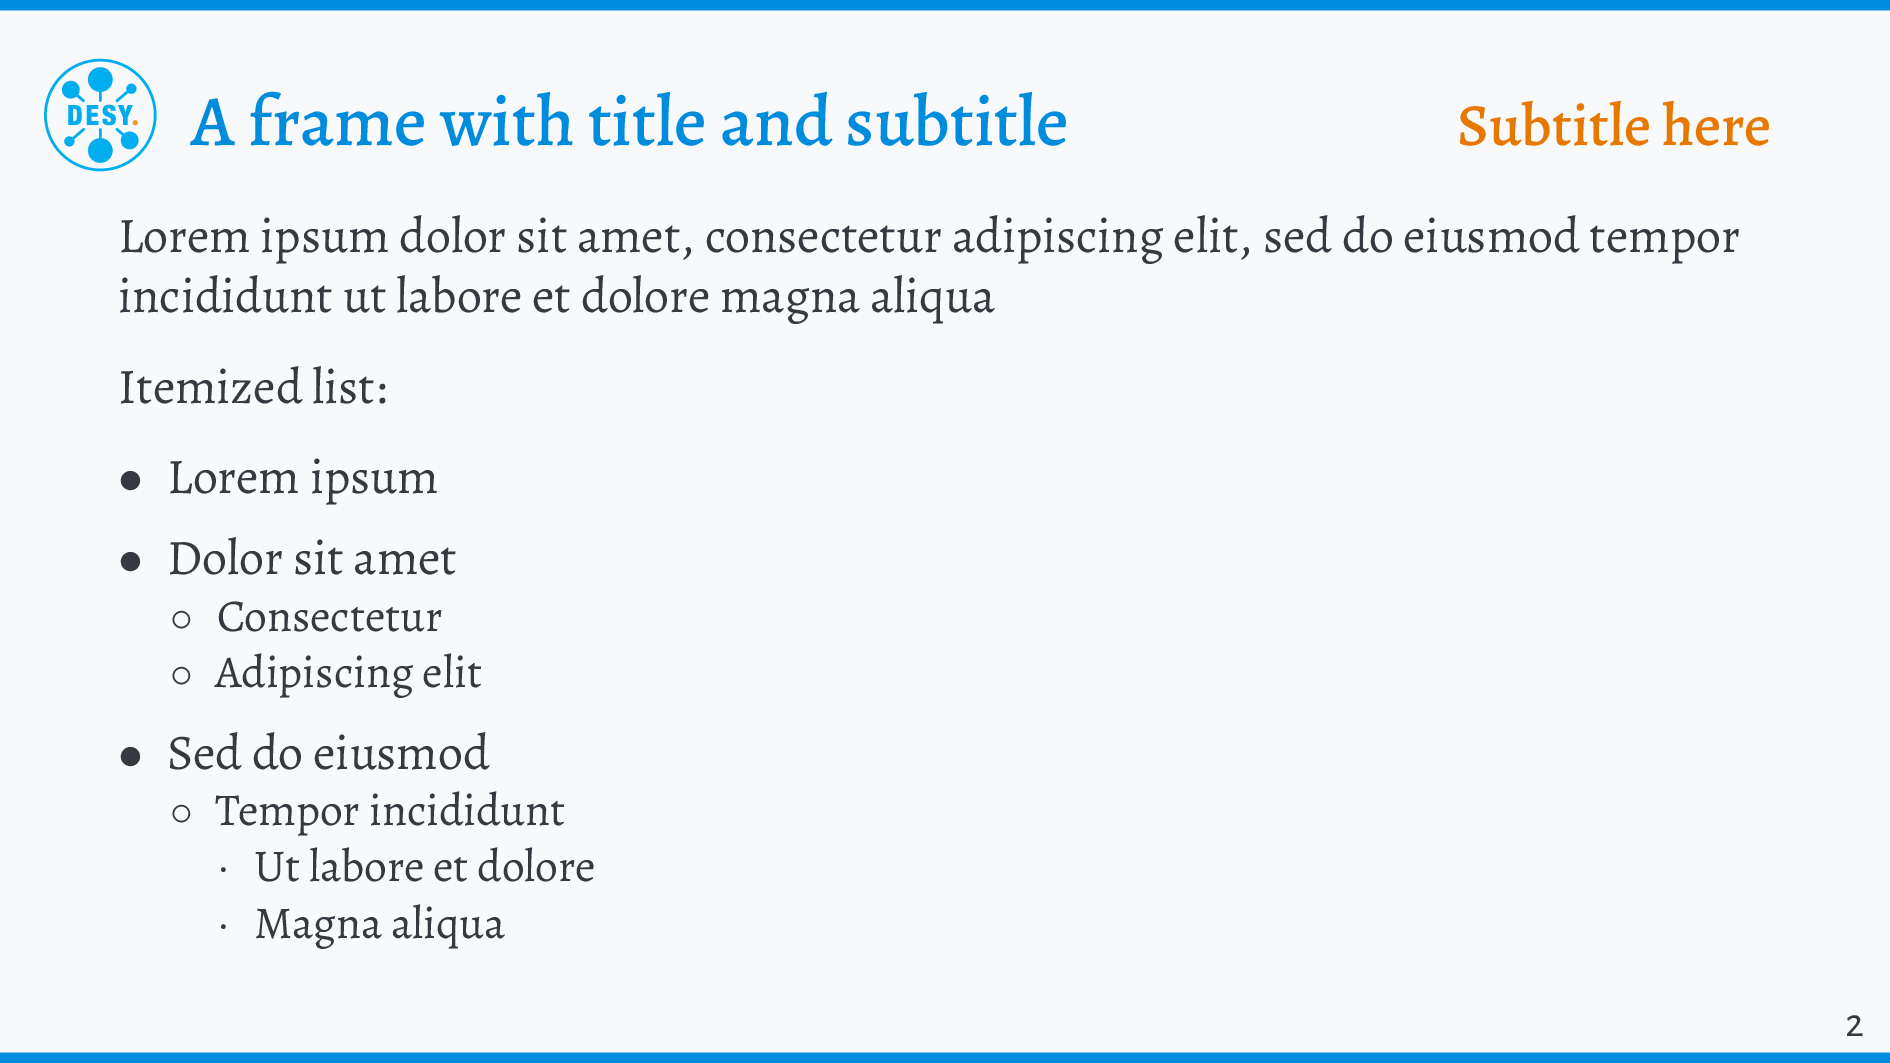 DESY.
A frame with title and subtitle
Subtitle here
Lorem ipsum dolor sit amet, consectetur adipiscing elit, sed do eiusmod tempor
incididunt ut labore et dolore magna aliqua
Itemized list:
● Lorem ipsum
● Dolor sit amet
○ Consectetur
○ Adipiscing elit
● Sed do eiusmod
○ Tempor incididunt
· Ut labore et dolore
· Magna aliqua
2